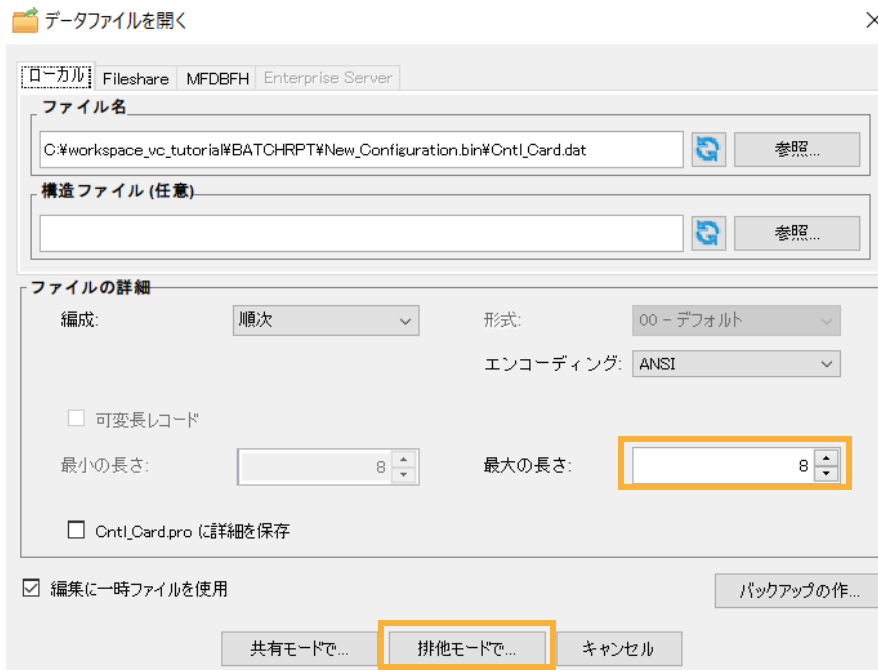 データファイルを開く
ローカル Fileshare MFDBFH Enterprise Server
ファイル名
C:¥workspace_vc_tutorial¥BATCHRPT¥New_Configuration.bin¥Cntl_Card.dat 参照...
構造ファイル (任意)
参照...
ファイルの詳細
編成: 順次 形式: 00 - デフォルト
エンコーディング: ANSI
可変長レコード
最小の長さ: 8 最大の長さ: 8
Cntl_Card.pro に詳細を保存
編集に一時ファイルを使用 バックアップの作...
共有モードで... 排他モードで... キャンセル